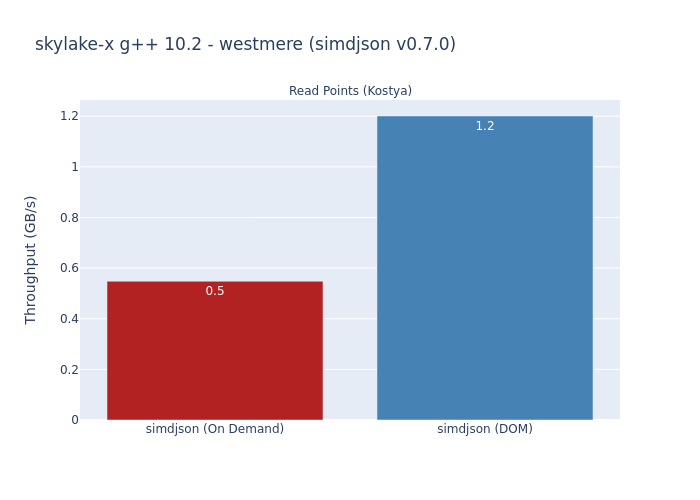 skylake-x g++ 10.2 - westmere (simdjson v0.7.0)
Read Points (Kostya)
Throughput (GB/s)
1.2
1
0.8
0.6
0.4
0.2
0
0.5
1.2
simdjson (On Demand)
simdjson (DOM)